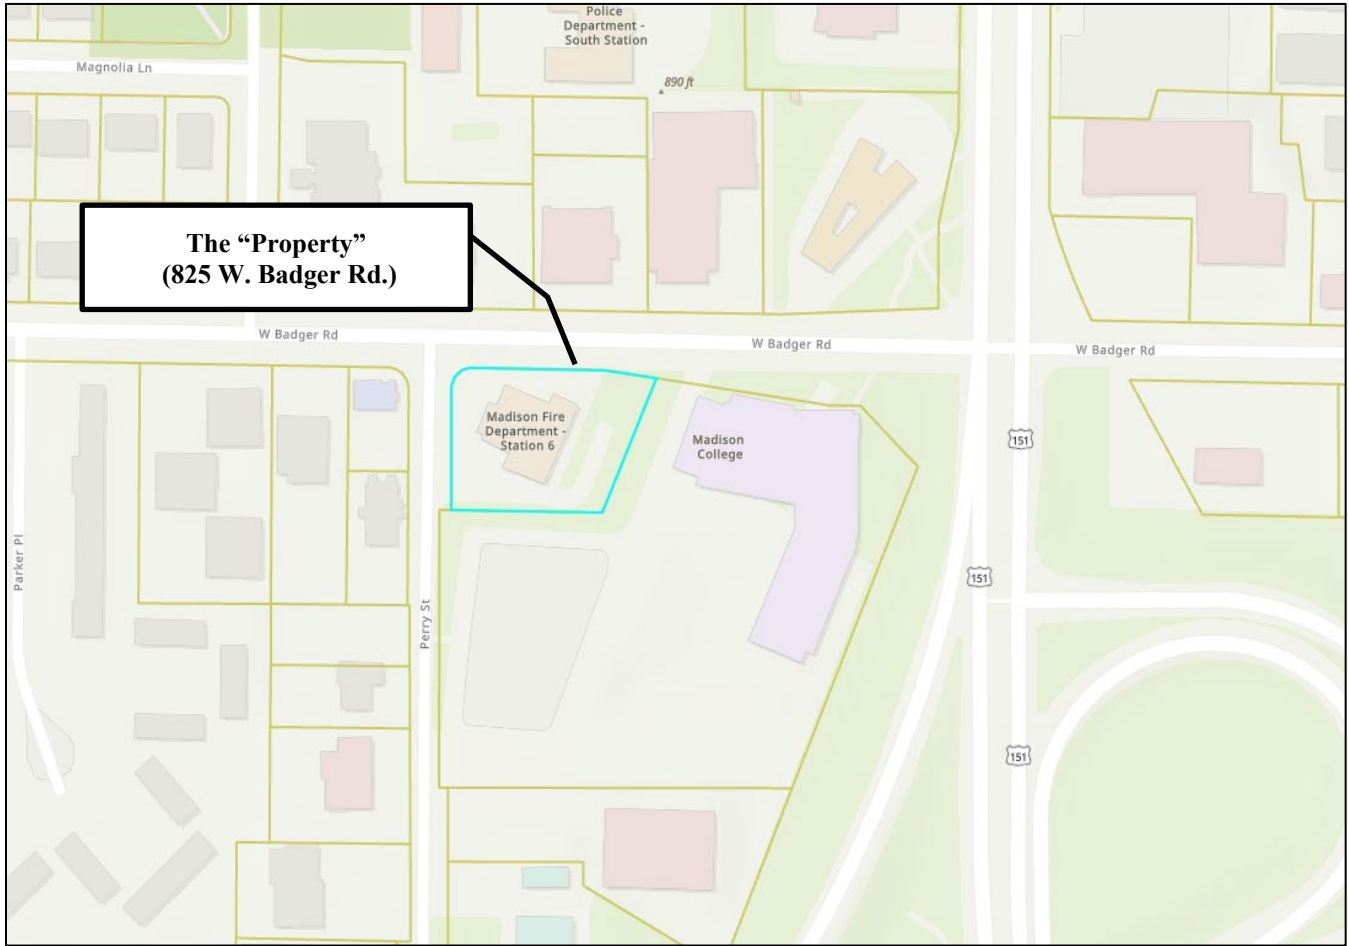 Police
Department -
South Station
Magnolia Ln
890 ft
The “Property”
(825 W. Badger Rd.)
W Badger Rd
W Badger Rd
W Badger Rd
Madison Fire
Department -
Station 6
Madison
College
151
151
151
Parker Pl
Perry St